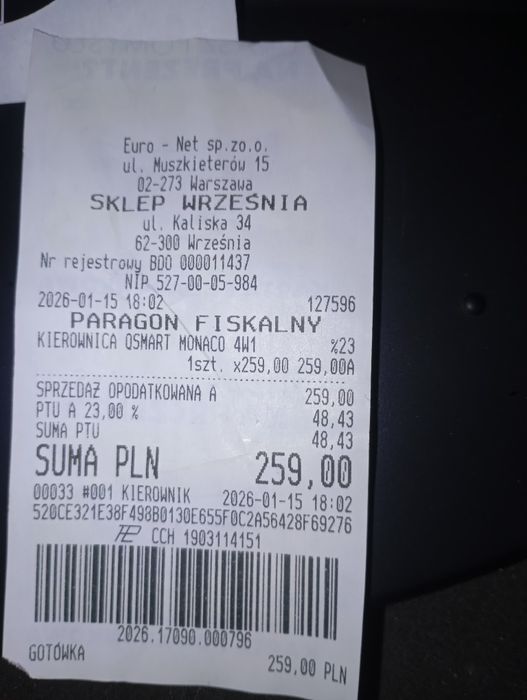 Euro - Net sp.zo.o.
ul. Muszkieterów 15
02-273 Warszawa
SKLEP WRZEŚNIA
ul. Kaliska 34
62-300 Września
Nr rejestrowy BDO 000011437
NIP 527-00-05-984
2026-01-15 18:02 127596
PARAGON FISKALNY
KIEROWNICA QSMART MONACO 4W1 %23
1szt. x259,00 259,00A
SPRZEDAŻ OPODATKOWANA A 259,00
PTU A 23,00 % 48,43
SUMA PTU 48,43
SUMA PLN 259,00
00033 #001 KIEROWNIK 2026-01-15 18:02
520CE321E38F498B0130E655F0C2A56428F69276
CCH 1903114151
2026.17090.000796
GOTÓWKA 259,00 PLN